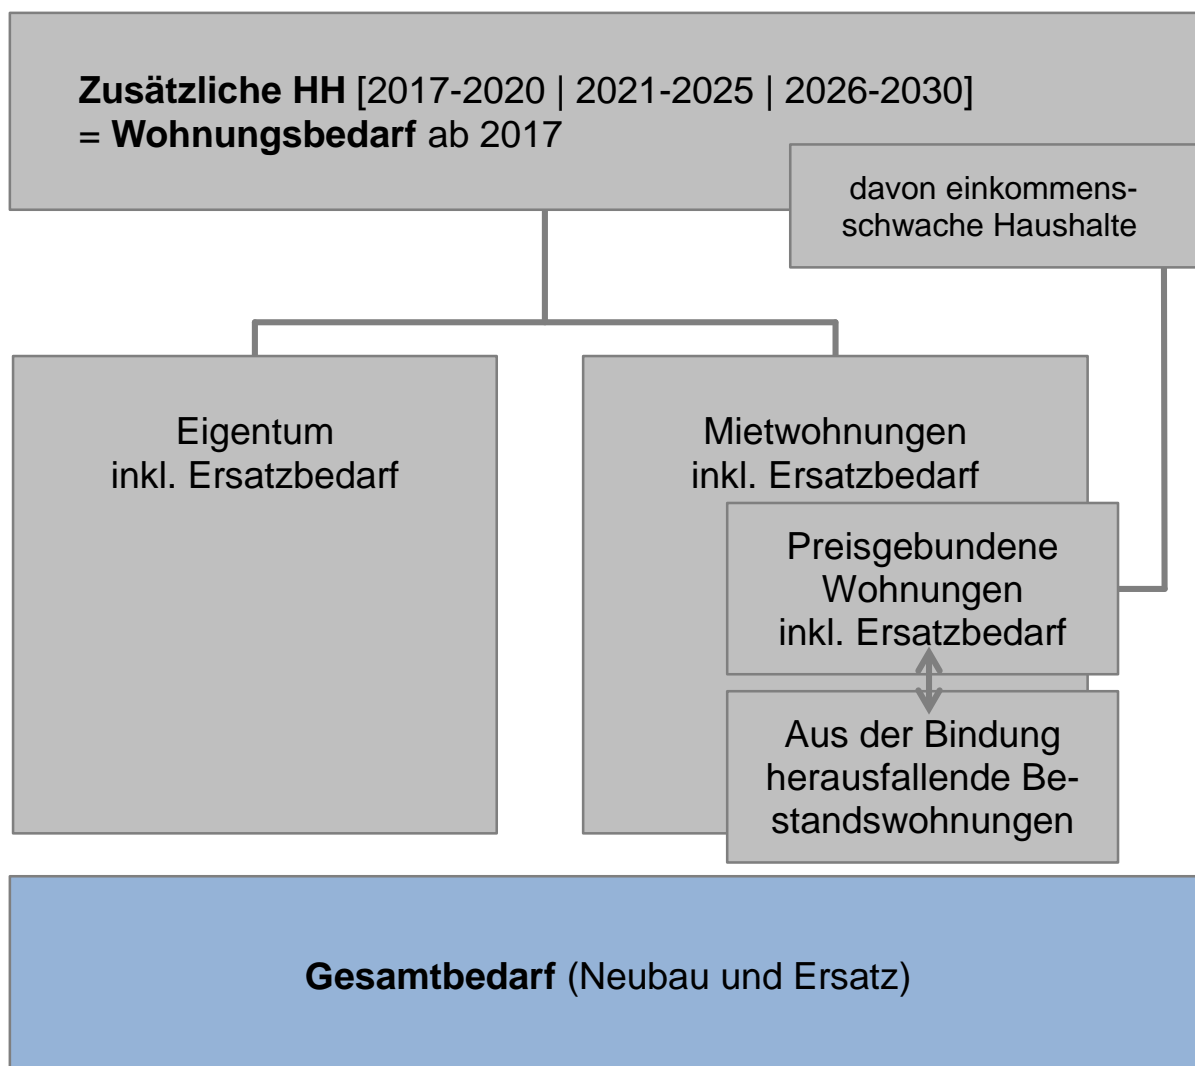 Zusätzliche HH [2017-2020 | 2021-2025 | 2026-2030]
= Wohnungsbedarf ab 2017
davon einkommens-
schwache Haushalte
Eigentum
inkl. Ersatzbedarf
Mietwohnungen
inkl. Ersatzbedarf
Preisgebundene
Wohnungen
inkl. Ersatzbedarf
Aus der Bindung
herausfallende Be-
standswohnungen
Gesamtbedarf (Neubau und Ersatz)